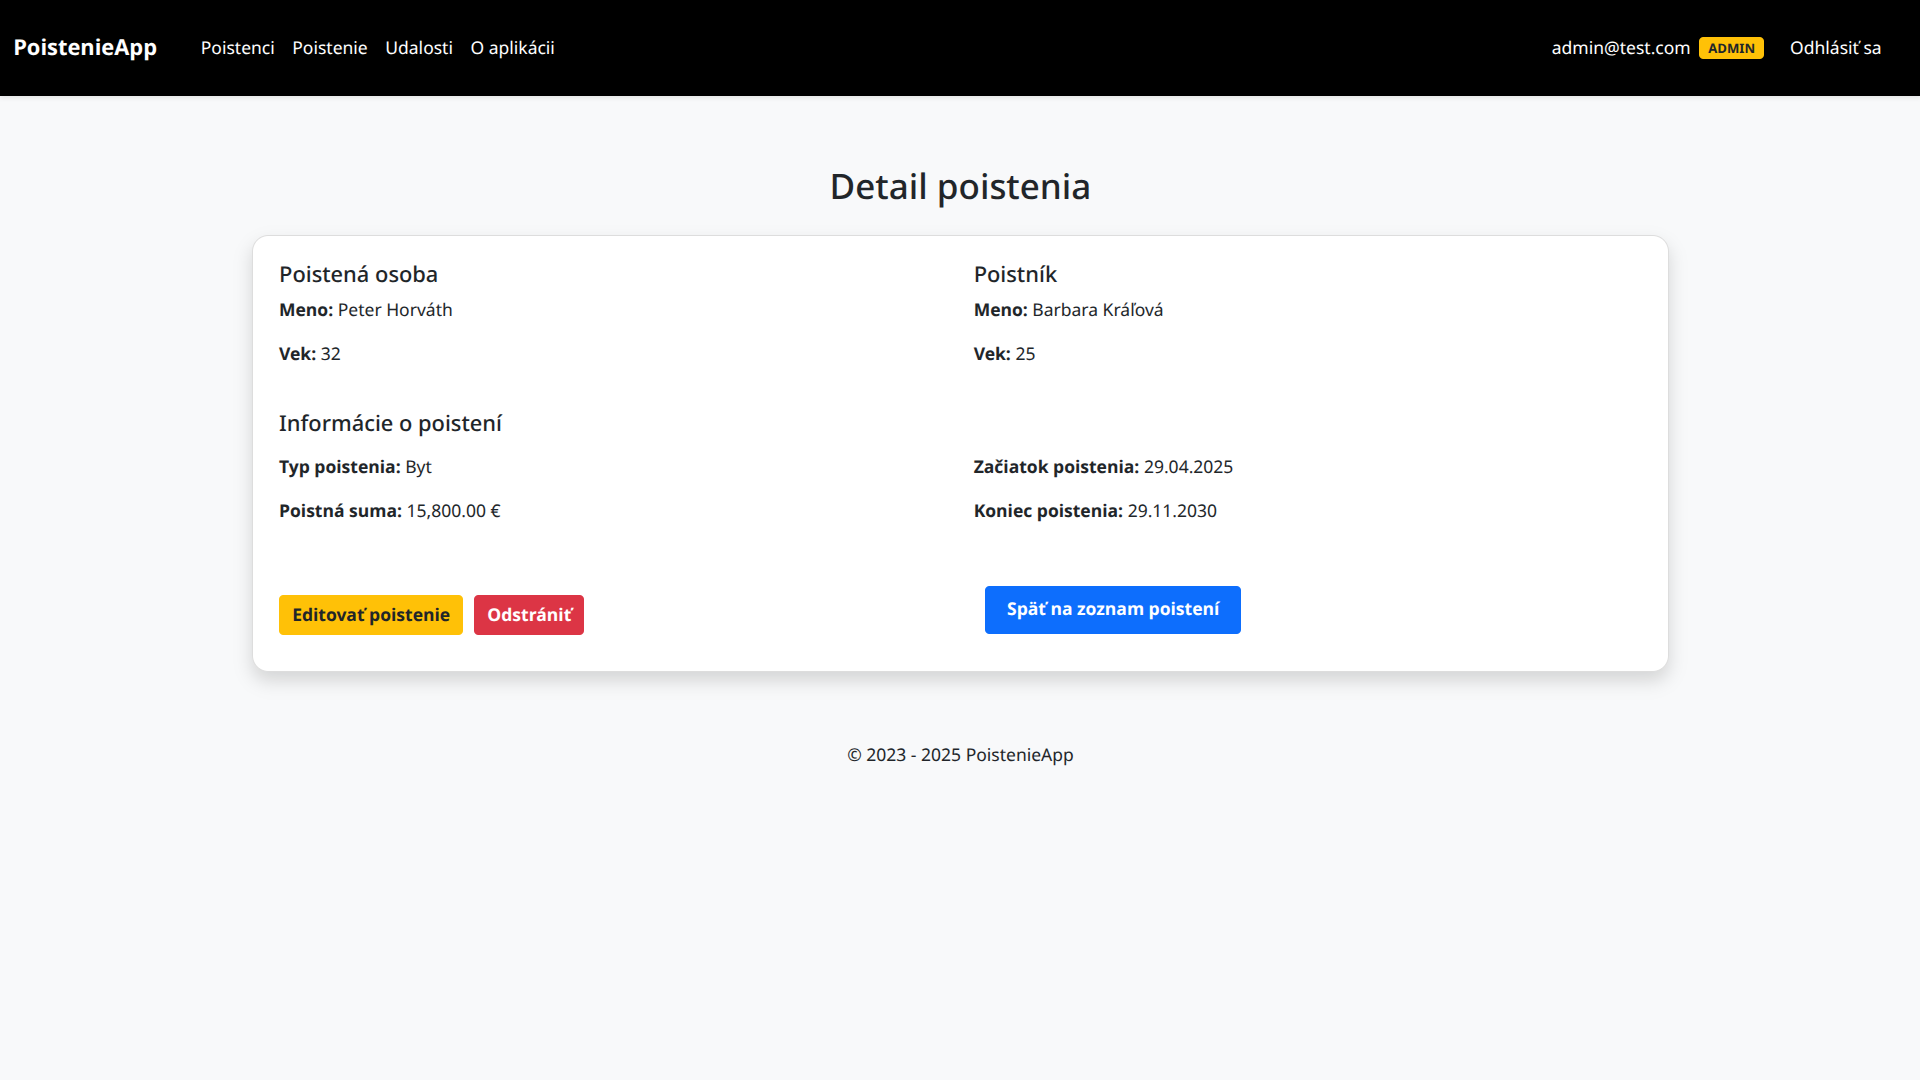 PoistenieApp Poistenci Poistenie Udalosti O aplikácii admin@test.com ADMIN Odhlásiť sa
Detail poistenia
Poistená osoba
Meno: Peter Horváth
Vek: 32
Poistník
Meno: Barbara Kráľová
Vek: 25
Informácie o poistení
Typ poistenia: Byt
Poistná suma: 15,800.00 €
Začiatok poistenia: 29.04.2025
Koniec poistenia: 29.11.2030
Editovať poistenie Odstrániť Späť na zoznam poistení
© 2023 - 2025 PoistenieApp